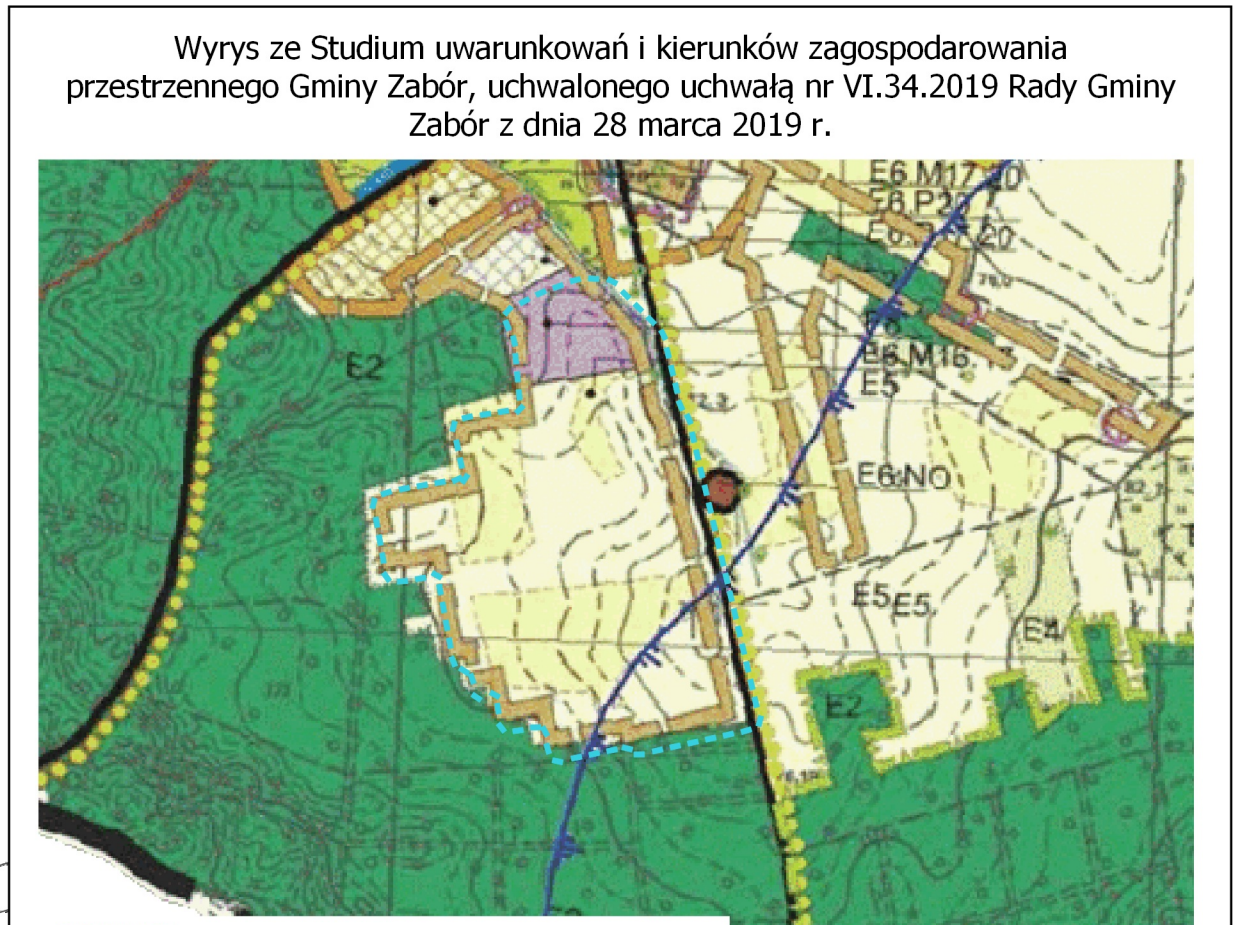 Wyrys ze Studium uwarunkowań i kierunków zagospodarowania
przestrzennego Gminy Zabór, uchwalonego uchwałą nr VI.34.2019 Rady Gminy
Zabór z dnia 28 marca 2019 r.
E6.M17
E2
E6.M16
E5
E6.NO
E5
E5
E4
E2